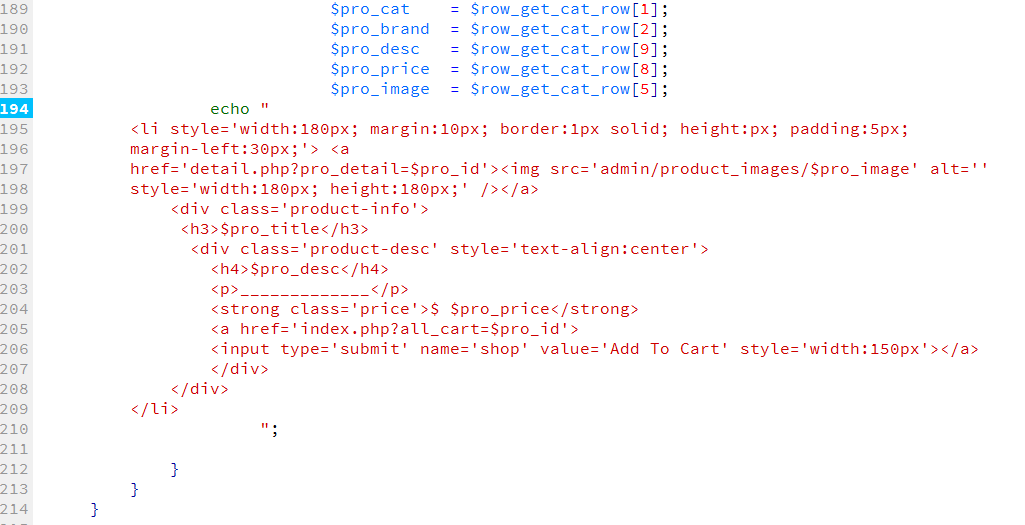 189 $pro_cat    = $row_get_cat_row[1];
190 $pro_brand  = $row_get_cat_row[2];
191 $pro_desc   = $row_get_cat_row[9];
192 $pro_price  = $row_get_cat_row[8];
193 $pro_image  = $row_get_cat_row[5];
194 echo "
195 <li style='width:180px; margin:10px; border:1px solid; height:px; padding:5px;
196 margin-left:30px;'> <a
197 href='detail.php?pro_detail=$pro_id'><img src='admin/product_images/$pro_image' alt=''
198 style='width:180px; height:180px;' /></a>
199 <div class='product-info'>
200 <h3>$pro_title</h3>
201 <div class='product-desc' style='text-align:center'>
202 <h4>$pro_desc</h4>
203 <p>_____________</p>
204 <strong class='price'>$ $pro_price</strong>
205 <a href='index.php?all_cart=$pro_id'>
206 <input type='submit' name='shop' value='Add To Cart' style='width:150px'></a>
207 </div>
208 </div>
209 </li>
210 ";
211
212 }
213 }
214 }